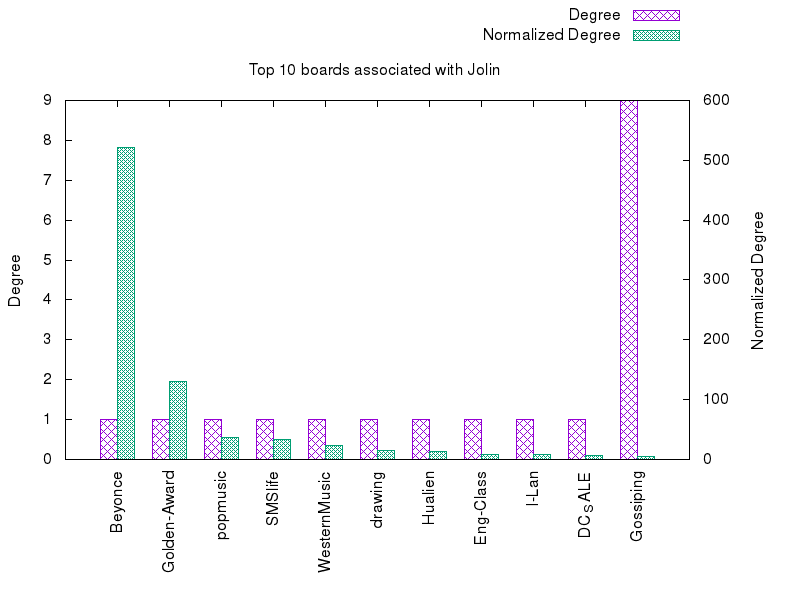 Degree
Normalized Degree
Top 10 boards associated with Jolin
9
8
7
6
5
4
3
2
1
0
600
500
400
300
200
100
0
Degree
Normalized Degree
Beyonce
Golden-Award
popmusic
SMSlife
WesternMusic
drawing
Hualien
Eng-Class
I-Lan
DCSALE
Gossiping